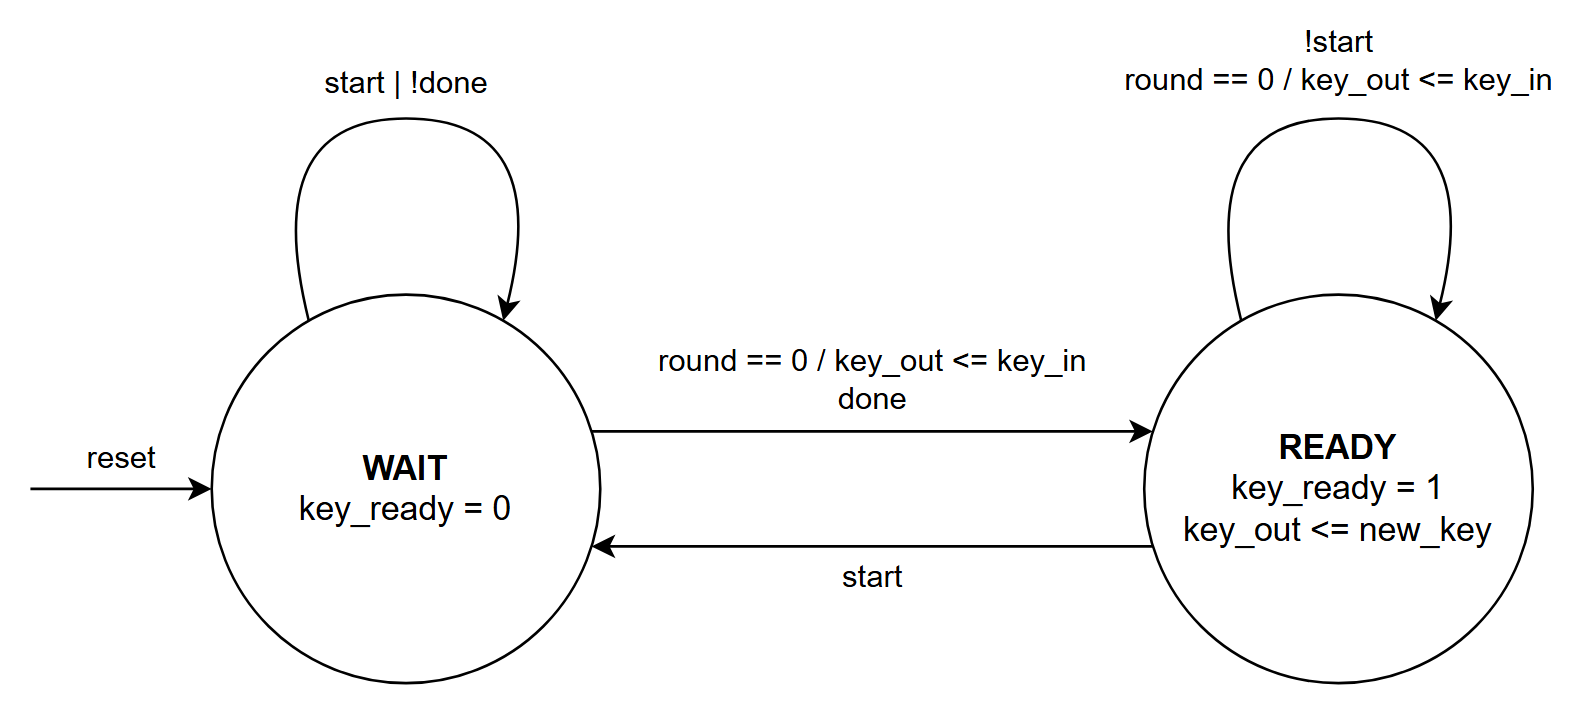 start | !done
!start
round == 0 / key_out <= key_in
reset
WAIT
key_ready = 0
round == 0 / key_out <= key_in
done
start
READY
key_ready = 1
key_out <= new_key